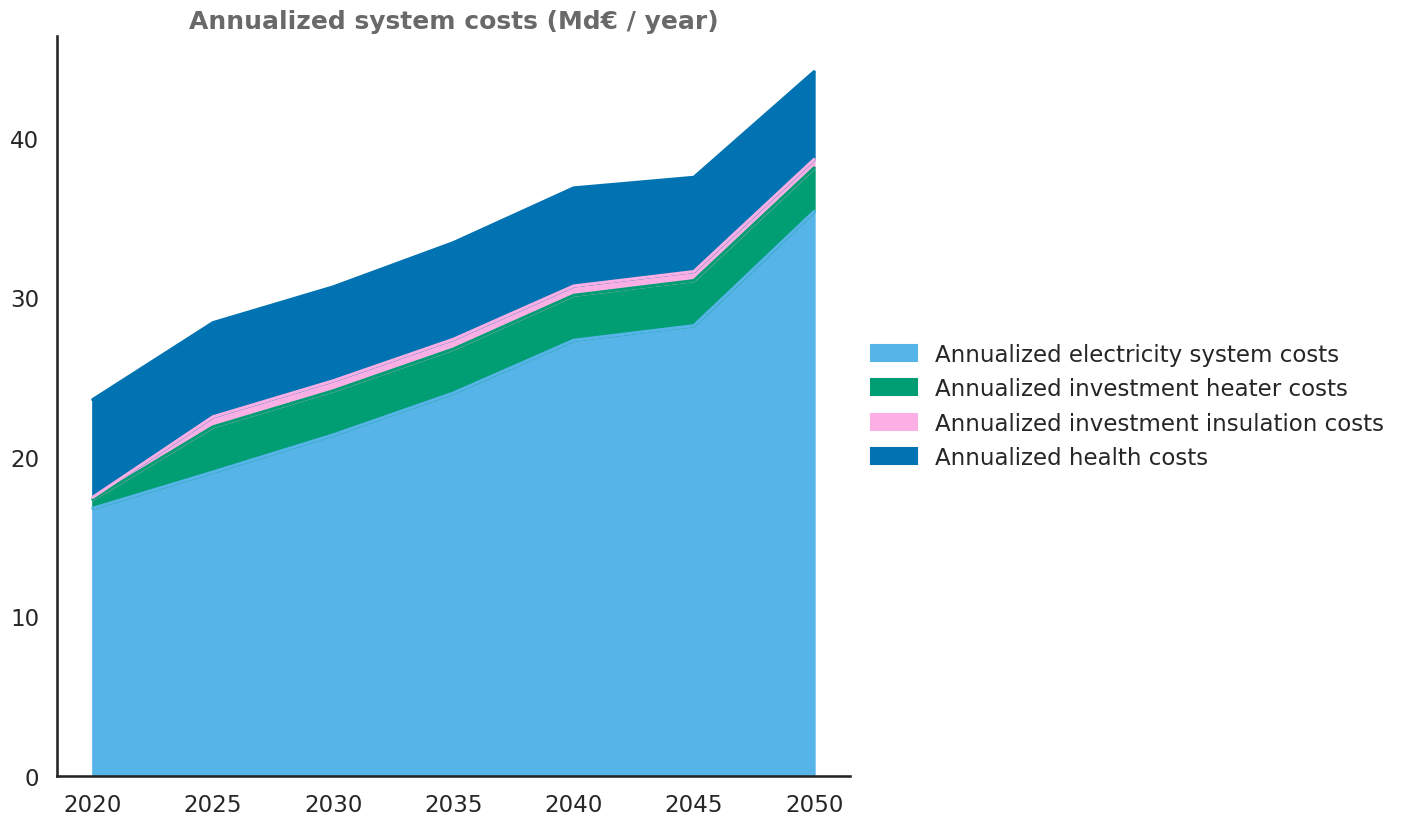 Annualized system costs (Md€ / year)
40
30
20
10
0
2020 2025 2030 2035 2040 2045 2050
Annualized electricity system costs
Annualized investment heater costs
Annualized investment insulation costs
Annualized health costs